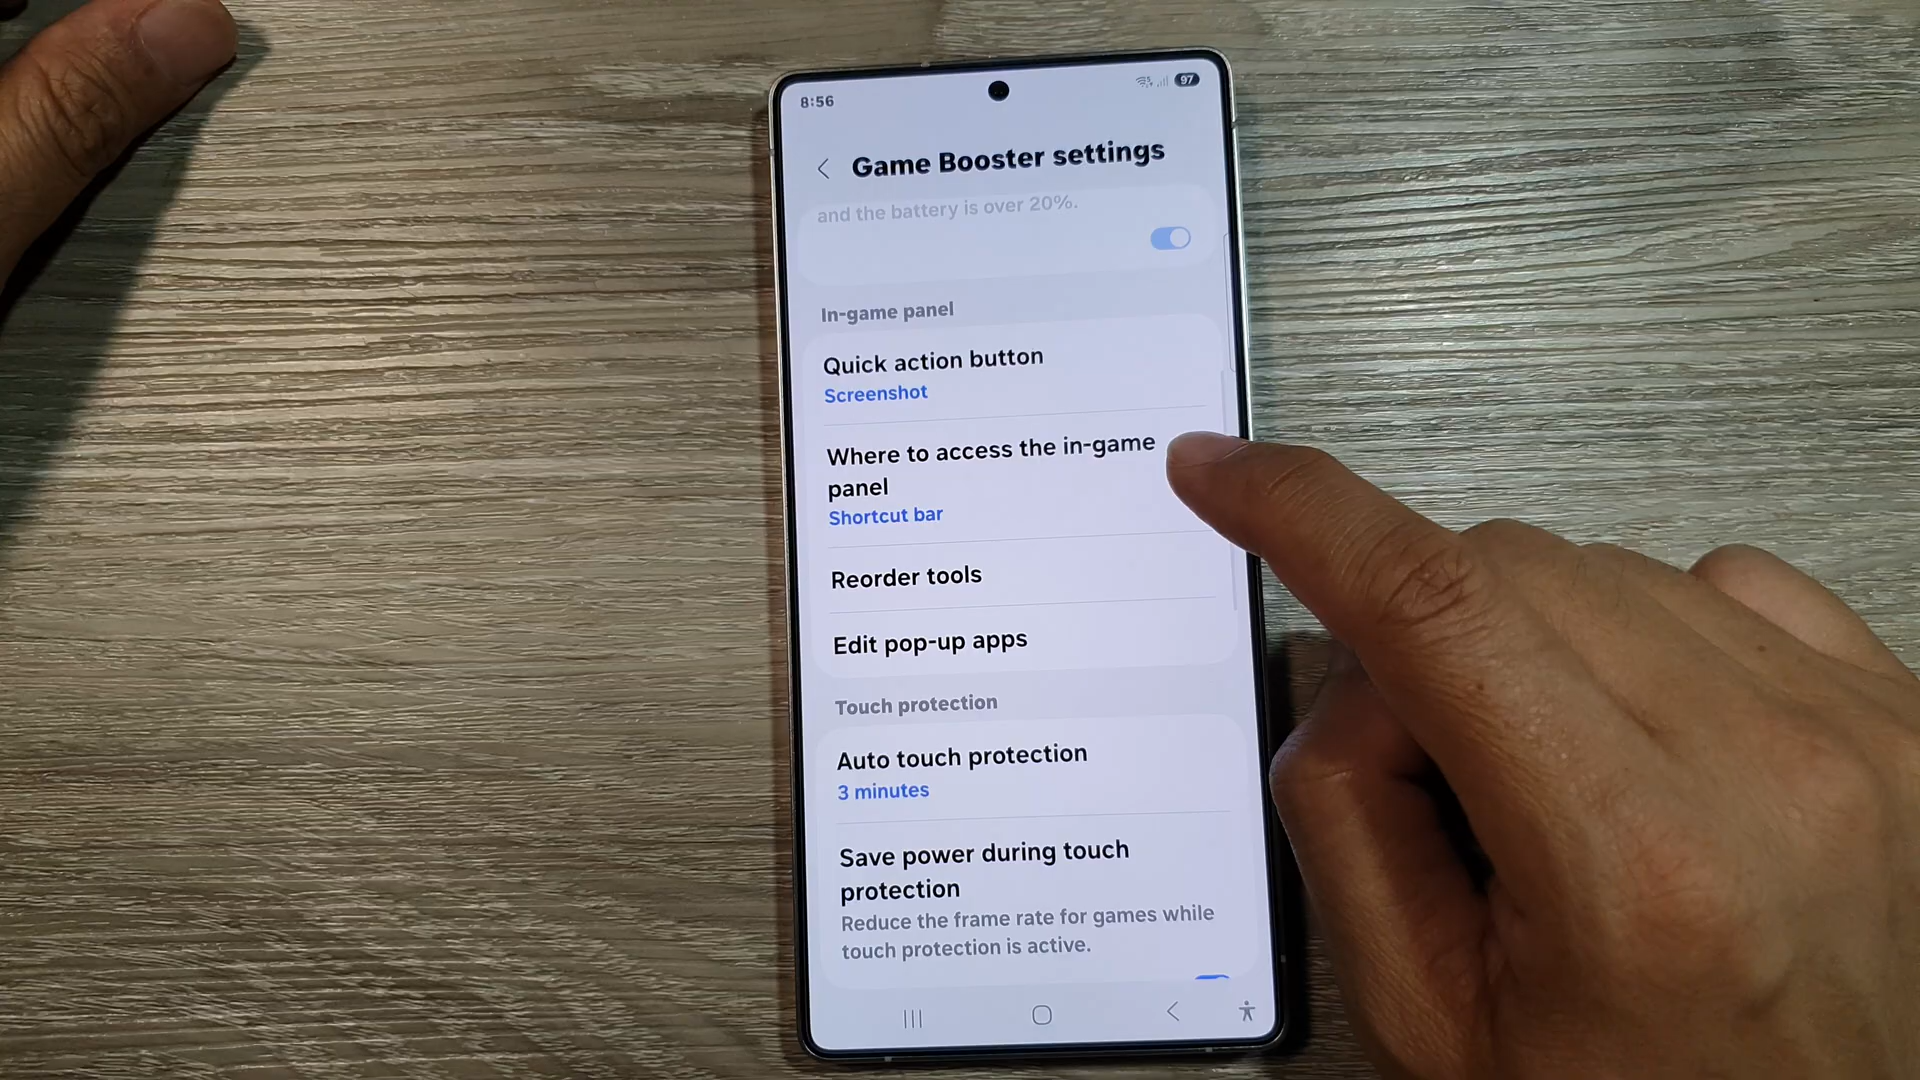 8:56
97
Game Booster settings
and the battery is over 20%.
In-game panel
Quick action button
Screenshot
Where to access the in-game
panel
Shortcut bar
Reorder tools
Edit pop-up apps
Touch protection
Auto touch protection
3 minutes
Save power during touch
protection
Reduce the frame rate for games while
touch protection is active.